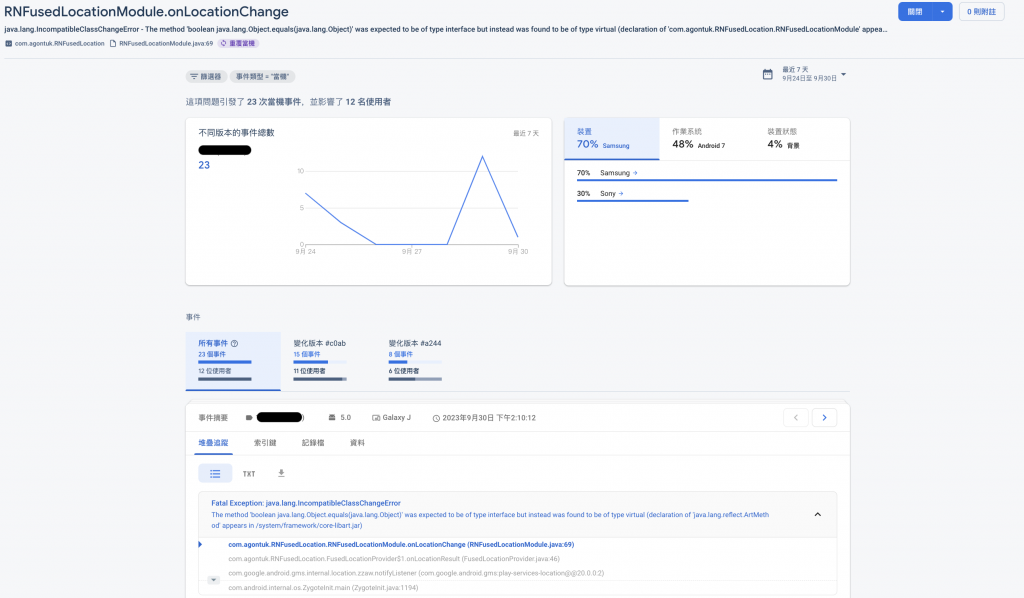 RNFusedLocationModule.onLocationChange
關閉
0 則附註
java.lang.IncompatibleClassChangeError - The method 'boolean java.lang.Object.equals(java.lang.Object)' was expected to be of type interface but instead was found to be of type virtual (declaration of 'com.agontuk.RNFusedLocation.RNFusedLocationModule' appea...
com.agontuk.RNFusedLocation RNFusedLocationModule.java:69 重覆當機
篩選器 事件類型 = "當機"
最近 7 天
9月24日至 9月30日
這項問題引發了 23 次當機事件，並影響了 12 名使用者
不同版本的事件總數
最近 7 天
23
10
5
0
9月 24
9月 27
9月 30
裝置
70% Samsung
作業系統
48% Android 7
裝置狀態
4% 背景
70% Samsung →
30% Sony →
事件
所有事件
23 個事件
12 位使用者
變化版本 #c0ab
15 個事件
11 位使用者
變化版本 #a244
8 個事件
6 位使用者
事件摘要
5.0 Galaxy J 2023年9月30日 下午2:10:12
堆疊追蹤 索引鍵 記錄檔 資料
TXT
Fatal Exception: java.lang.IncompatibleClassChangeError
The method 'boolean java.lang.Object.equals(java.lang.Object)' was expected to be of type interface but instead was found to be of type virtual (declaration of 'java.lang.reflect.ArtMeth
od' appears in /system/framework/core-libart.jar)
com.agontuk.RNFusedLocation.RNFusedLocationModule.onLocationChange (RNFusedLocationModule.java:69)
com.agontuk.RNFusedLocation.FusedLocationProvider$1.onLocationResult (FusedLocationProvider.java:46)
com.google.android.gms.internal.location.zzaw.notifyListener (com.google.android.gms:play-services-location@@20.0.0:2)
com.android.internal.os.ZygoteInit.main (ZygoteInit.java:1194)